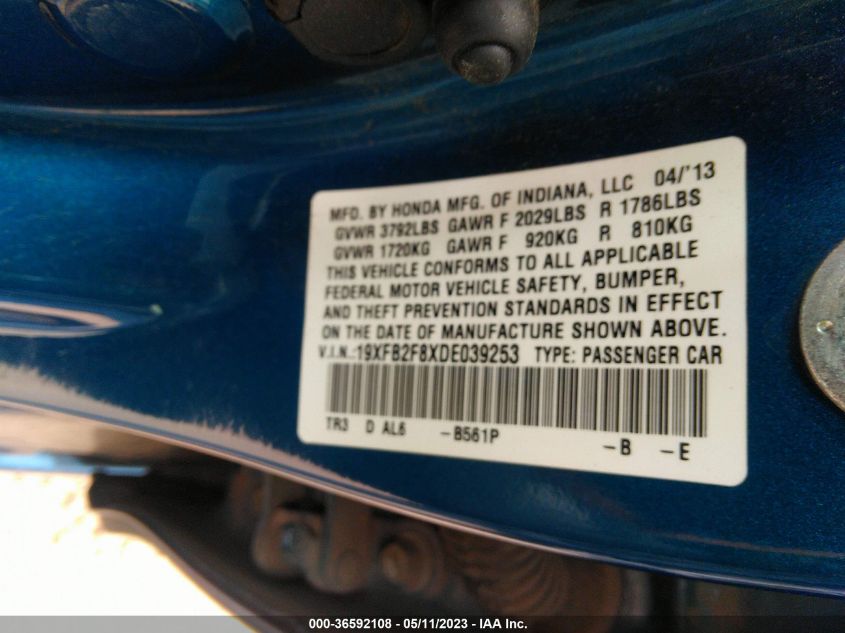 MFD. BY HONDA MFG. OF INDIANA, LLC 04/'13
GVWR 3792LBS GAWR F 2029LBS R 1786LBS
GVWR 1720KG GAWR F 920KG R 810KG
THIS VEHICLE CONFORMS TO ALL APPLICABLE
FEDERAL MOTOR VEHICLE SAFETY, BUMPER,
AND THEFT PREVENTION STANDARDS IN EFFECT
ON THE DATE OF MANUFACTURE SHOWN ABOVE.
V.I.N.:19XFB2F8XDE039253 TYPE: PASSENGER CAR
TR3 D AL6 -B561P -B -E
000-36592108 - 05/11/2023 - IAA Inc.